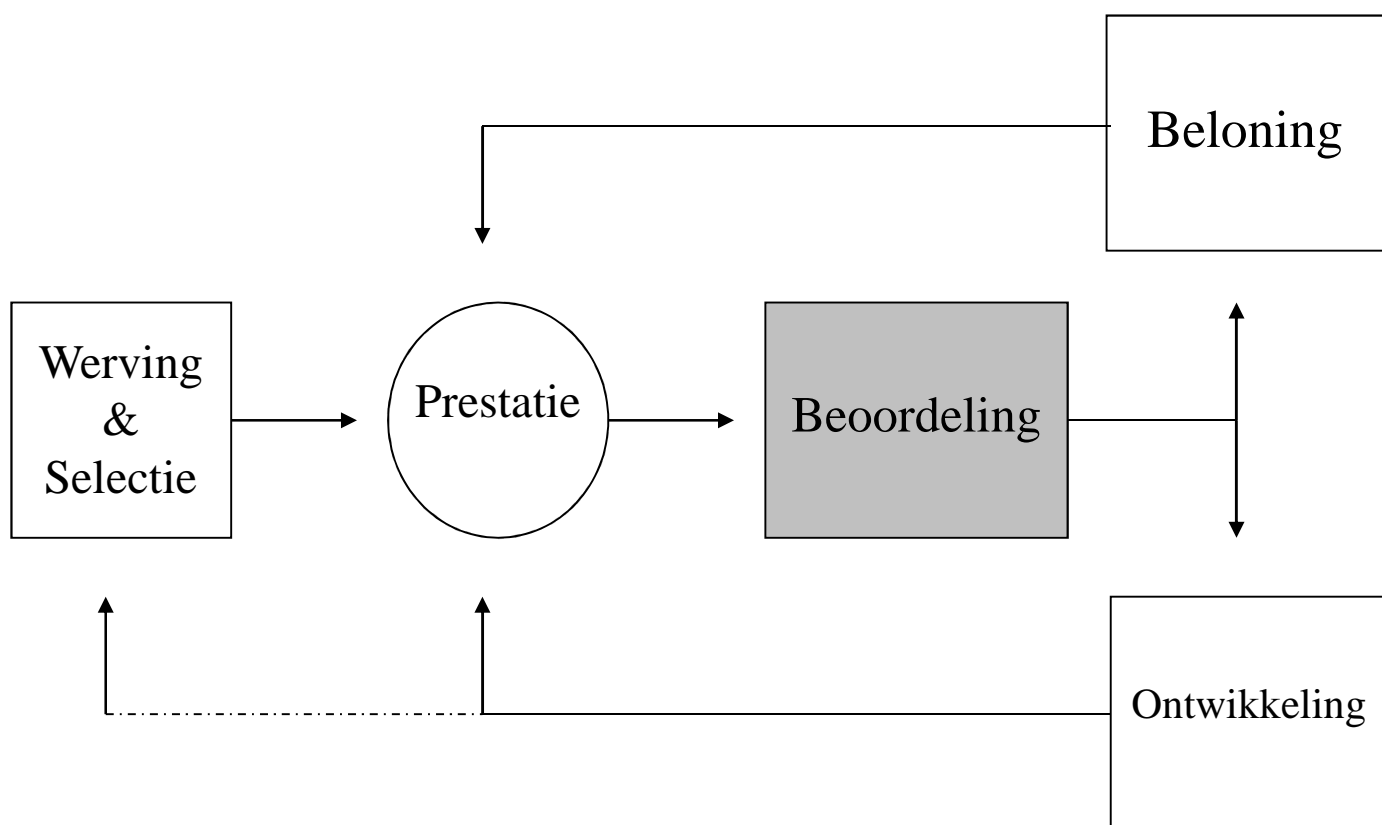 Beloning
Werving
&
Selectie
Prestatie
Beoordeling
Ontwikkeling